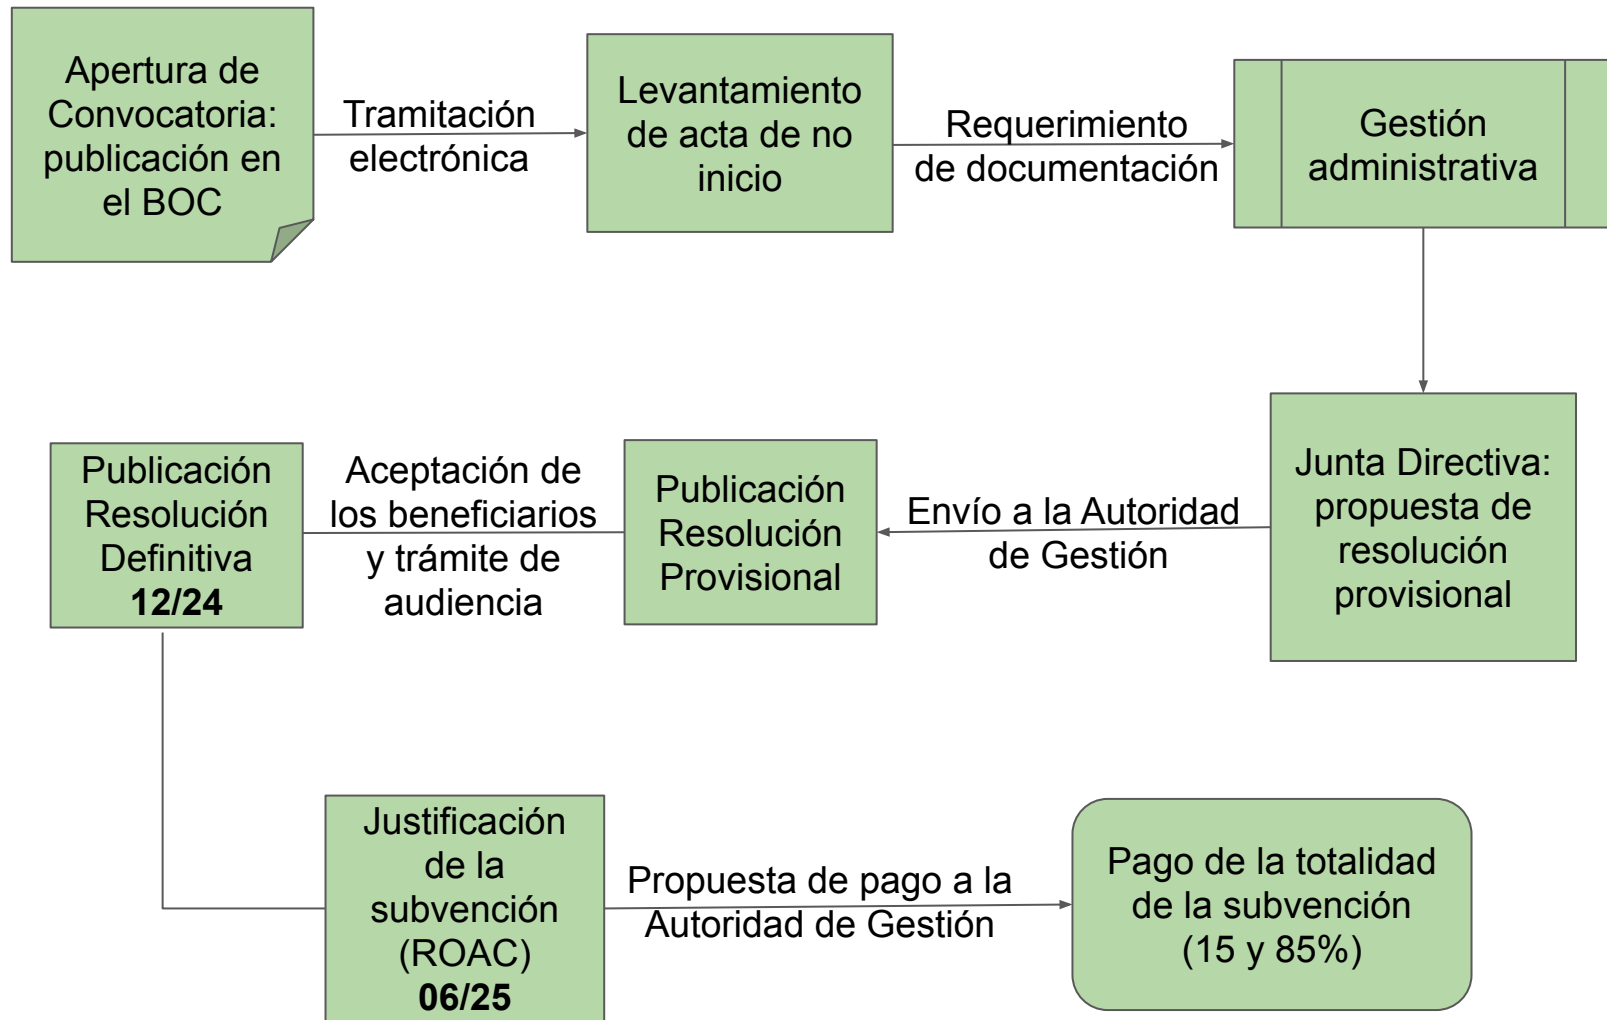 Apertura de
Convocatoria:
publicación en
el BOC
Tramitación
electrónica
Levantamiento
de acta de no
inicio
Requerimiento
de documentación
Gestión
administrativa
Junta Directiva:
propuesta de
resolución
provisional
Envío a la Autoridad
de Gestión
Publicación
Resolución
Provisional
Aceptación de
los beneficiarios
y trámite de
audiencia
Publicación
Resolución
Definitiva
12/24
Justificación
de la
subvención
(ROAC)
06/25
Propuesta de pago a la
Autoridad de Gestión
Pago de la totalidad
de la subvención
(15 y 85%)